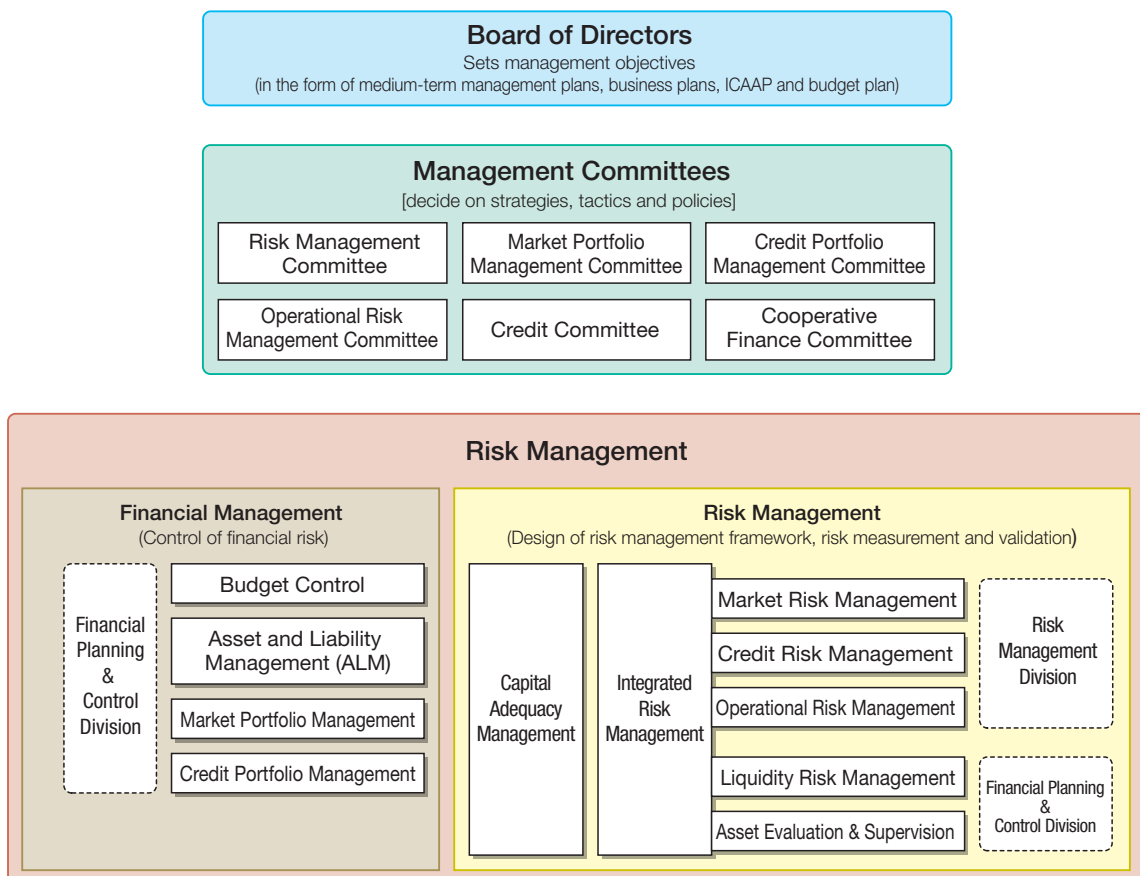 Board of Directors
Sets management objectives
(in the form of medium-term management plans, business plans, ICAAP and budget plan)
Management Committees
[decide on strategies, tactics and policies]
Risk Management
Committee
Market Portfolio
Management Committee
Credit Portfolio
Management Committee
Operational Risk
Management Committee
Credit Committee
Cooperative
Finance Committee
Risk Management
Financial Management
(Control of financial risk)
Financial
Planning
&
Control
Division
Budget Control
Asset and Liability
Management (ALM)
Market Portfolio Management
Credit Portfolio Management
Risk Management
(Design of risk management framework, risk measurement and validation)
Capital
Adequacy
Management
Integrated
Risk
Management
Market Risk Management
Credit Risk Management
Operational Risk Management
Liquidity Risk Management
Asset Evaluation & Supervision
Risk
Management
Division
Financial Planning
&
Control Division